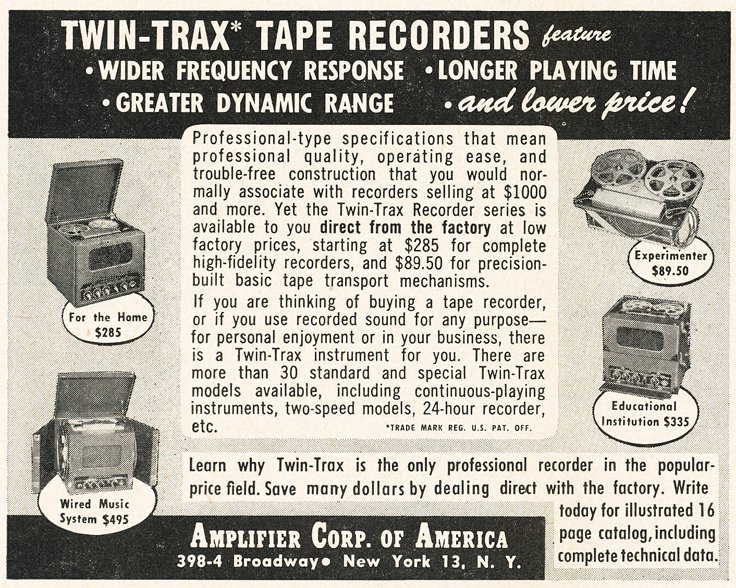 TWIN-TRAX* TAPE RECORDERS feature
• WIDER FREQUENCY RESPONSE • LONGER PLAYING TIME
• GREATER DYNAMIC RANGE • and lower price!
Professional-type specifications that mean
professional quality, operating ease, and
trouble-free construction that you would nor-
mally associate with recorders selling at $1000
and more. Yet the Twin-Trax Recorder series is
available to you direct from the factory at low
factory prices, starting at $285 for complete
high-fidelity recorders, and $89.50 for precision-
built basic tape transport mechanisms.
If you are thinking of buying a tape recorder,
or if you use recorded sound for any purpose—
for personal enjoyment or in your business, there
is a Twin-Trax instrument for you. There are
more than 30 standard and special Twin-Trax
models available, including continuous-playing
instruments, two-speed models, 24-hour recorder,
etc.
*TRADE MARK REG. U.S. PAT. OFF.
For the Home
$285
Experimenter
$89.50
Educational
Institution $335
Wired Music
System $495
Learn why Twin-Trax is the only professional recorder in the popular-
price field. Save many dollars by dealing direct with the factory. Write
today for illustrated 16
page catalog, including
complete technical data.
AMPLIFIER CORP. OF AMERICA
398-4 Broadway • New York 13, N. Y.